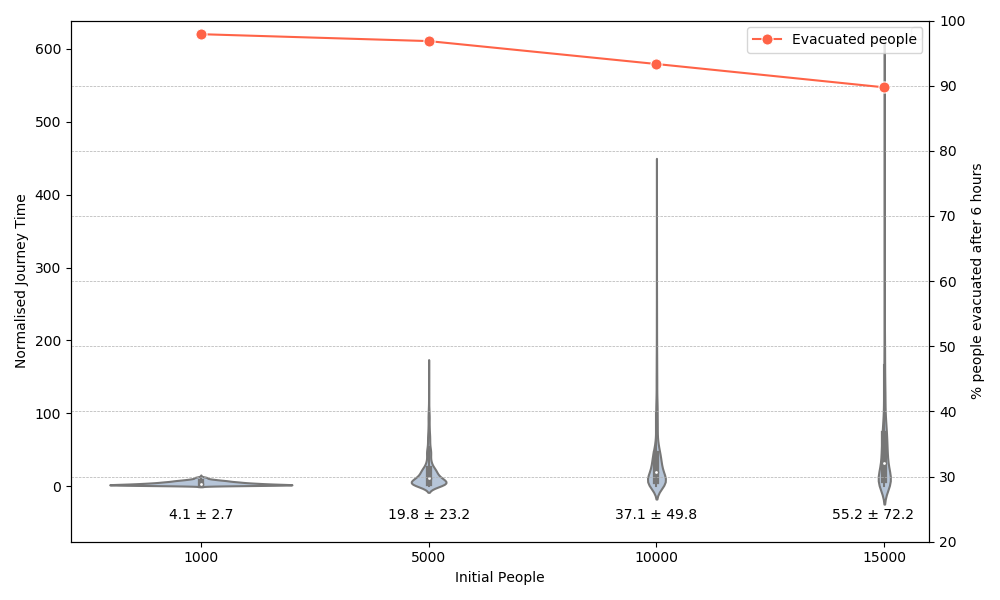 Evacuated people
600
500
400
300
200
100
0
Normalised Journey Time
100
90
80
70
60
50
40
30
20
% people evacuated after 6 hours
4.1 ± 2.7
19.8 ± 23.2
37.1 ± 49.8
55.2 ± 72.2
1000
5000
10000
15000
Initial People